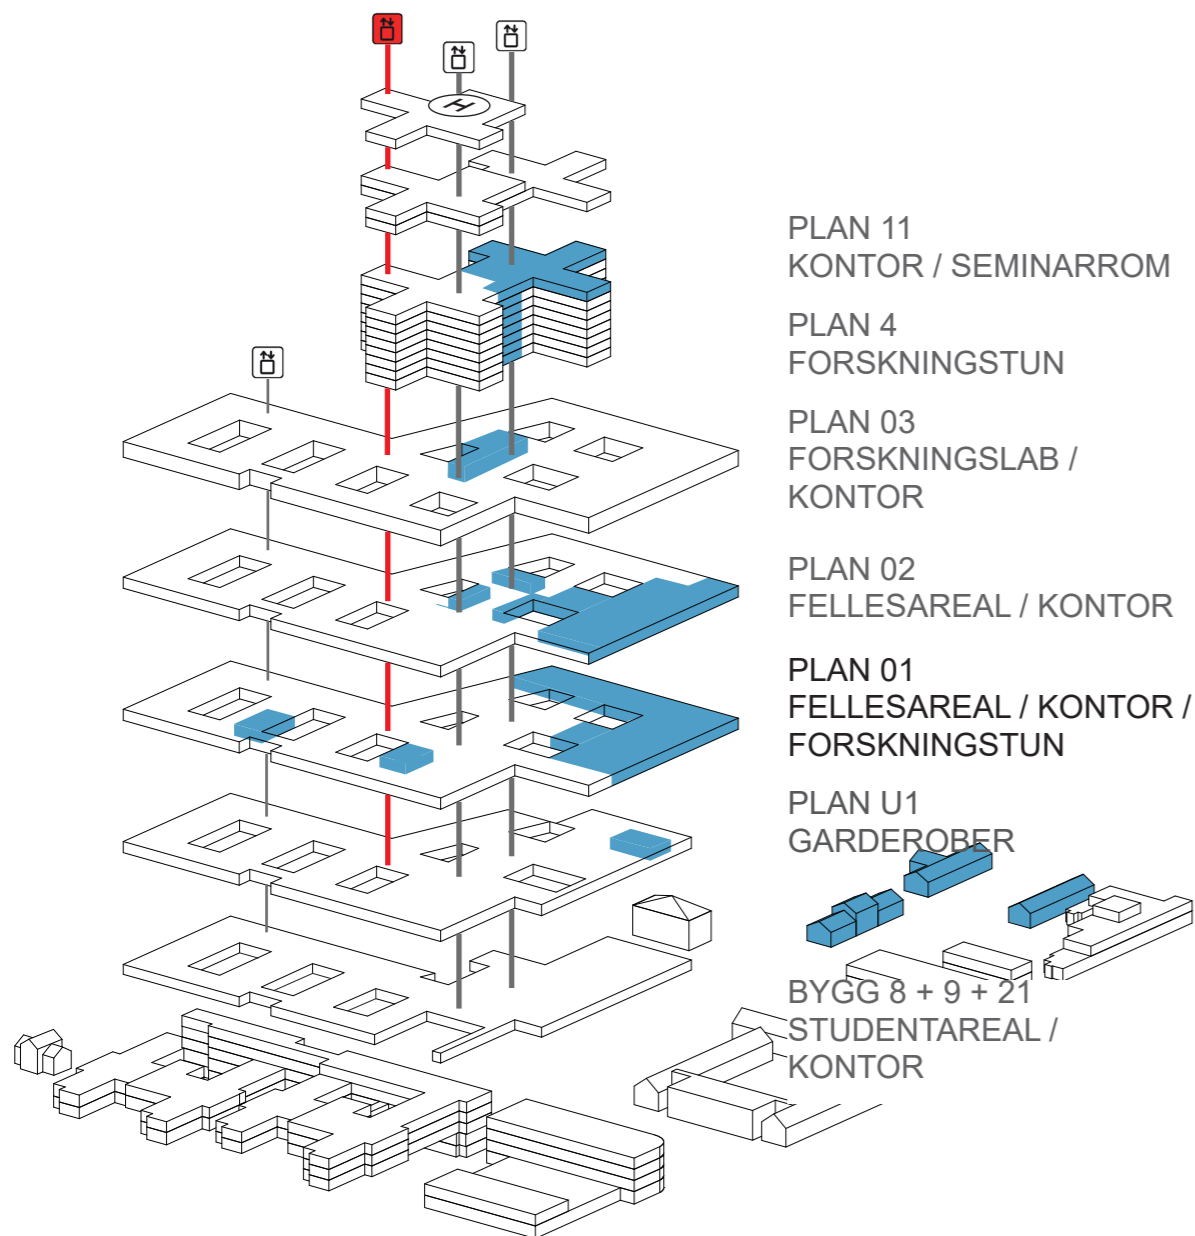 H
PLAN 11
KONTOR / SEMINARROM
PLAN 4
FORSKNINGSTUN
PLAN 03
FORSKNINGSLAB /
KONTOR
PLAN 02
FELLESAREAL / KONTOR
PLAN 01
FELLESAREAL / KONTOR /
FORSKNINGSTUN
PLAN U1
GARDEROBER
BYGG 8 + 9 + 21
STUDENTAREAL /
KONTOR